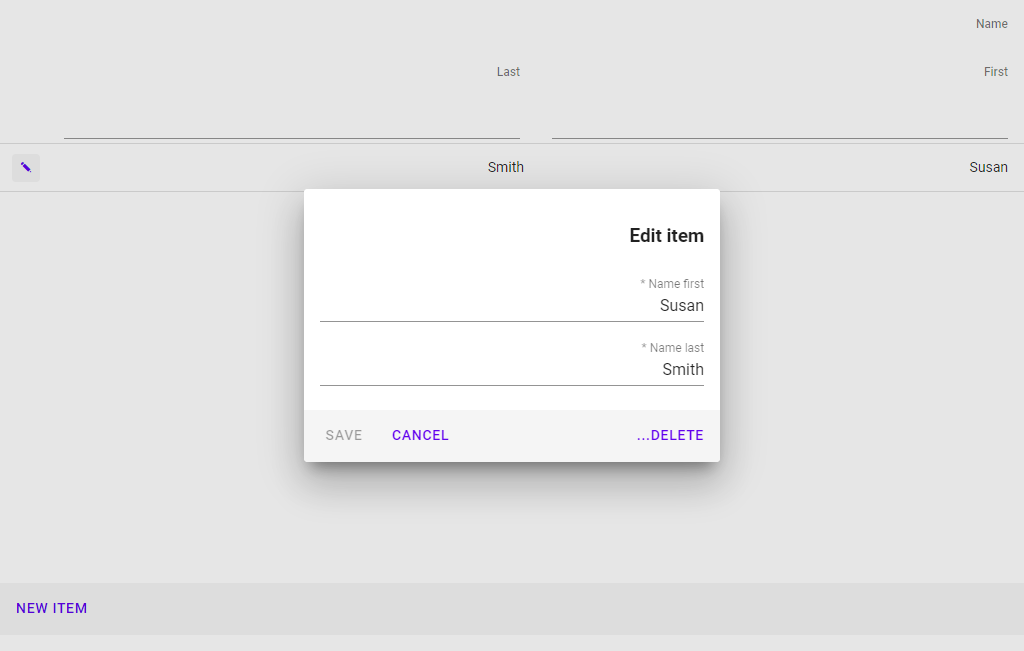 Name
First
Last
Susan
Smith
Edit item
* Name first
Susan
* Name last
Smith
SAVE
CANCEL
...DELETE
NEW ITEM